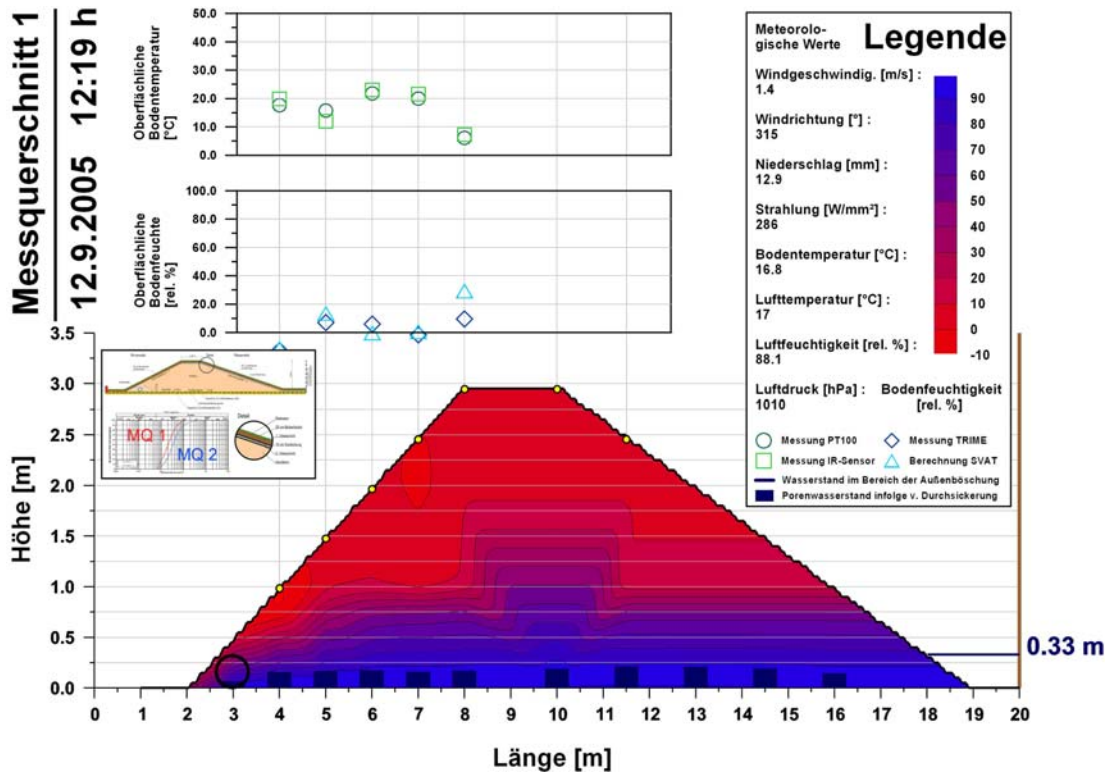 Messquerschnitt 1
12.9.2005 12:19 h
Oberflächliche
Bodentemperatur
[°C]
50.0
40.0
30.0
20.0
10.0
0.0
Oberflächliche
Bodenfeuchte
[rel. %]
100.0
80.0
60.0
40.0
20.0
0.0
Meteorolo-
gische Werte
Legende
Windgeschwindig. [m/s] :
1.4
Windrichtung [°] :
315
Niederschlag [mm] :
12.9
Strahlung [W/mm²] :
286
Bodentemperatur [°C] :
16.8
Lufttemperatur [°C] :
17
Luftfeuchtigkeit [rel. %] :
88.1
Luftdruck [hPa] :
1010
90
80
70
60
50
40
30
20
10
0
-10
Bodenfeuchtigkeit
[rel. %]
Messung PT100
Messung TRIME
Messung IR-Sensor
Berechnung SVAT
Wasserstand im Bereich der Außenböschung
Porenwasserstand infolge v. Durchsickerung
Höhe [m]
3.5
3.0
2.5
2.0
1.5
1.0
0.5
0.0
MQ 1
MQ 2
Detail
0.33 m
0 1 2 3 4 5 6 7 8 9 10 11 12 13 14 15 16 17 18 19 20
Länge [m]